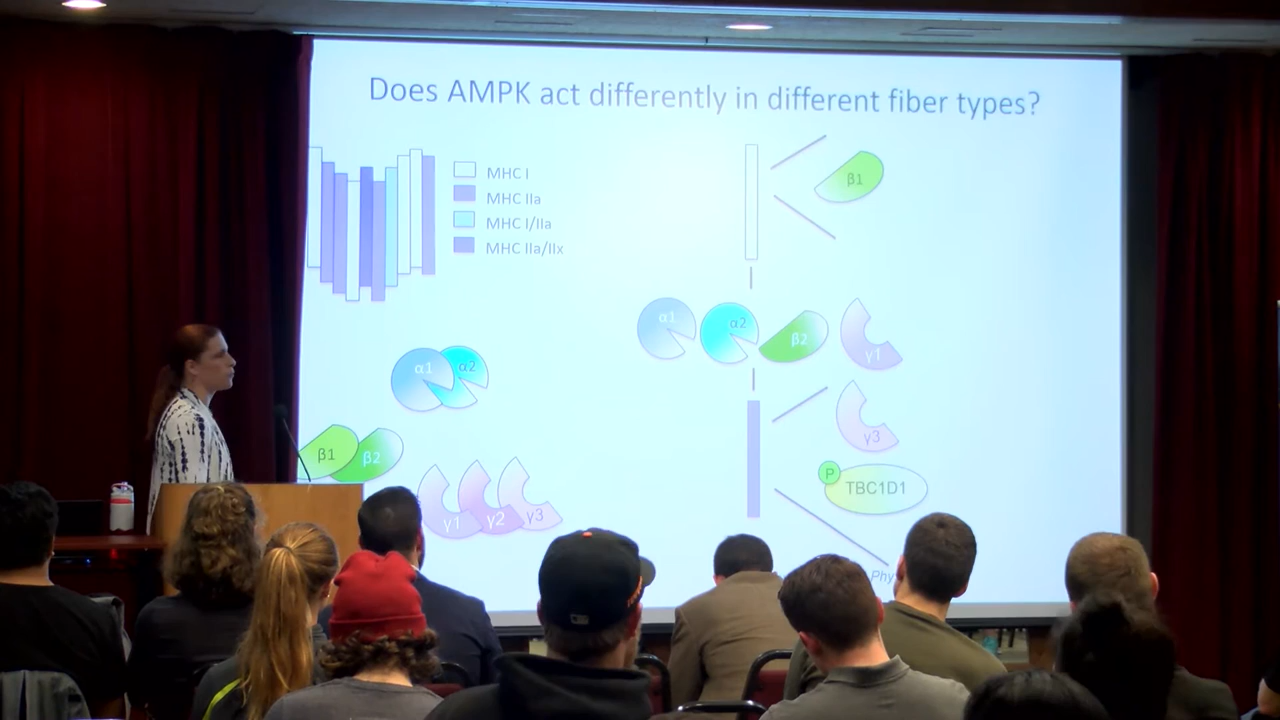 Does AMPK act differently in different fiber types?
MHC I
MHC IIa
MHC I/IIa
MHC IIa/IIx
β1
α1
α2
β2
γ1
α1
α2
γ3
β1
β2
P
TBC1D1
γ1
γ2
γ3
Phy